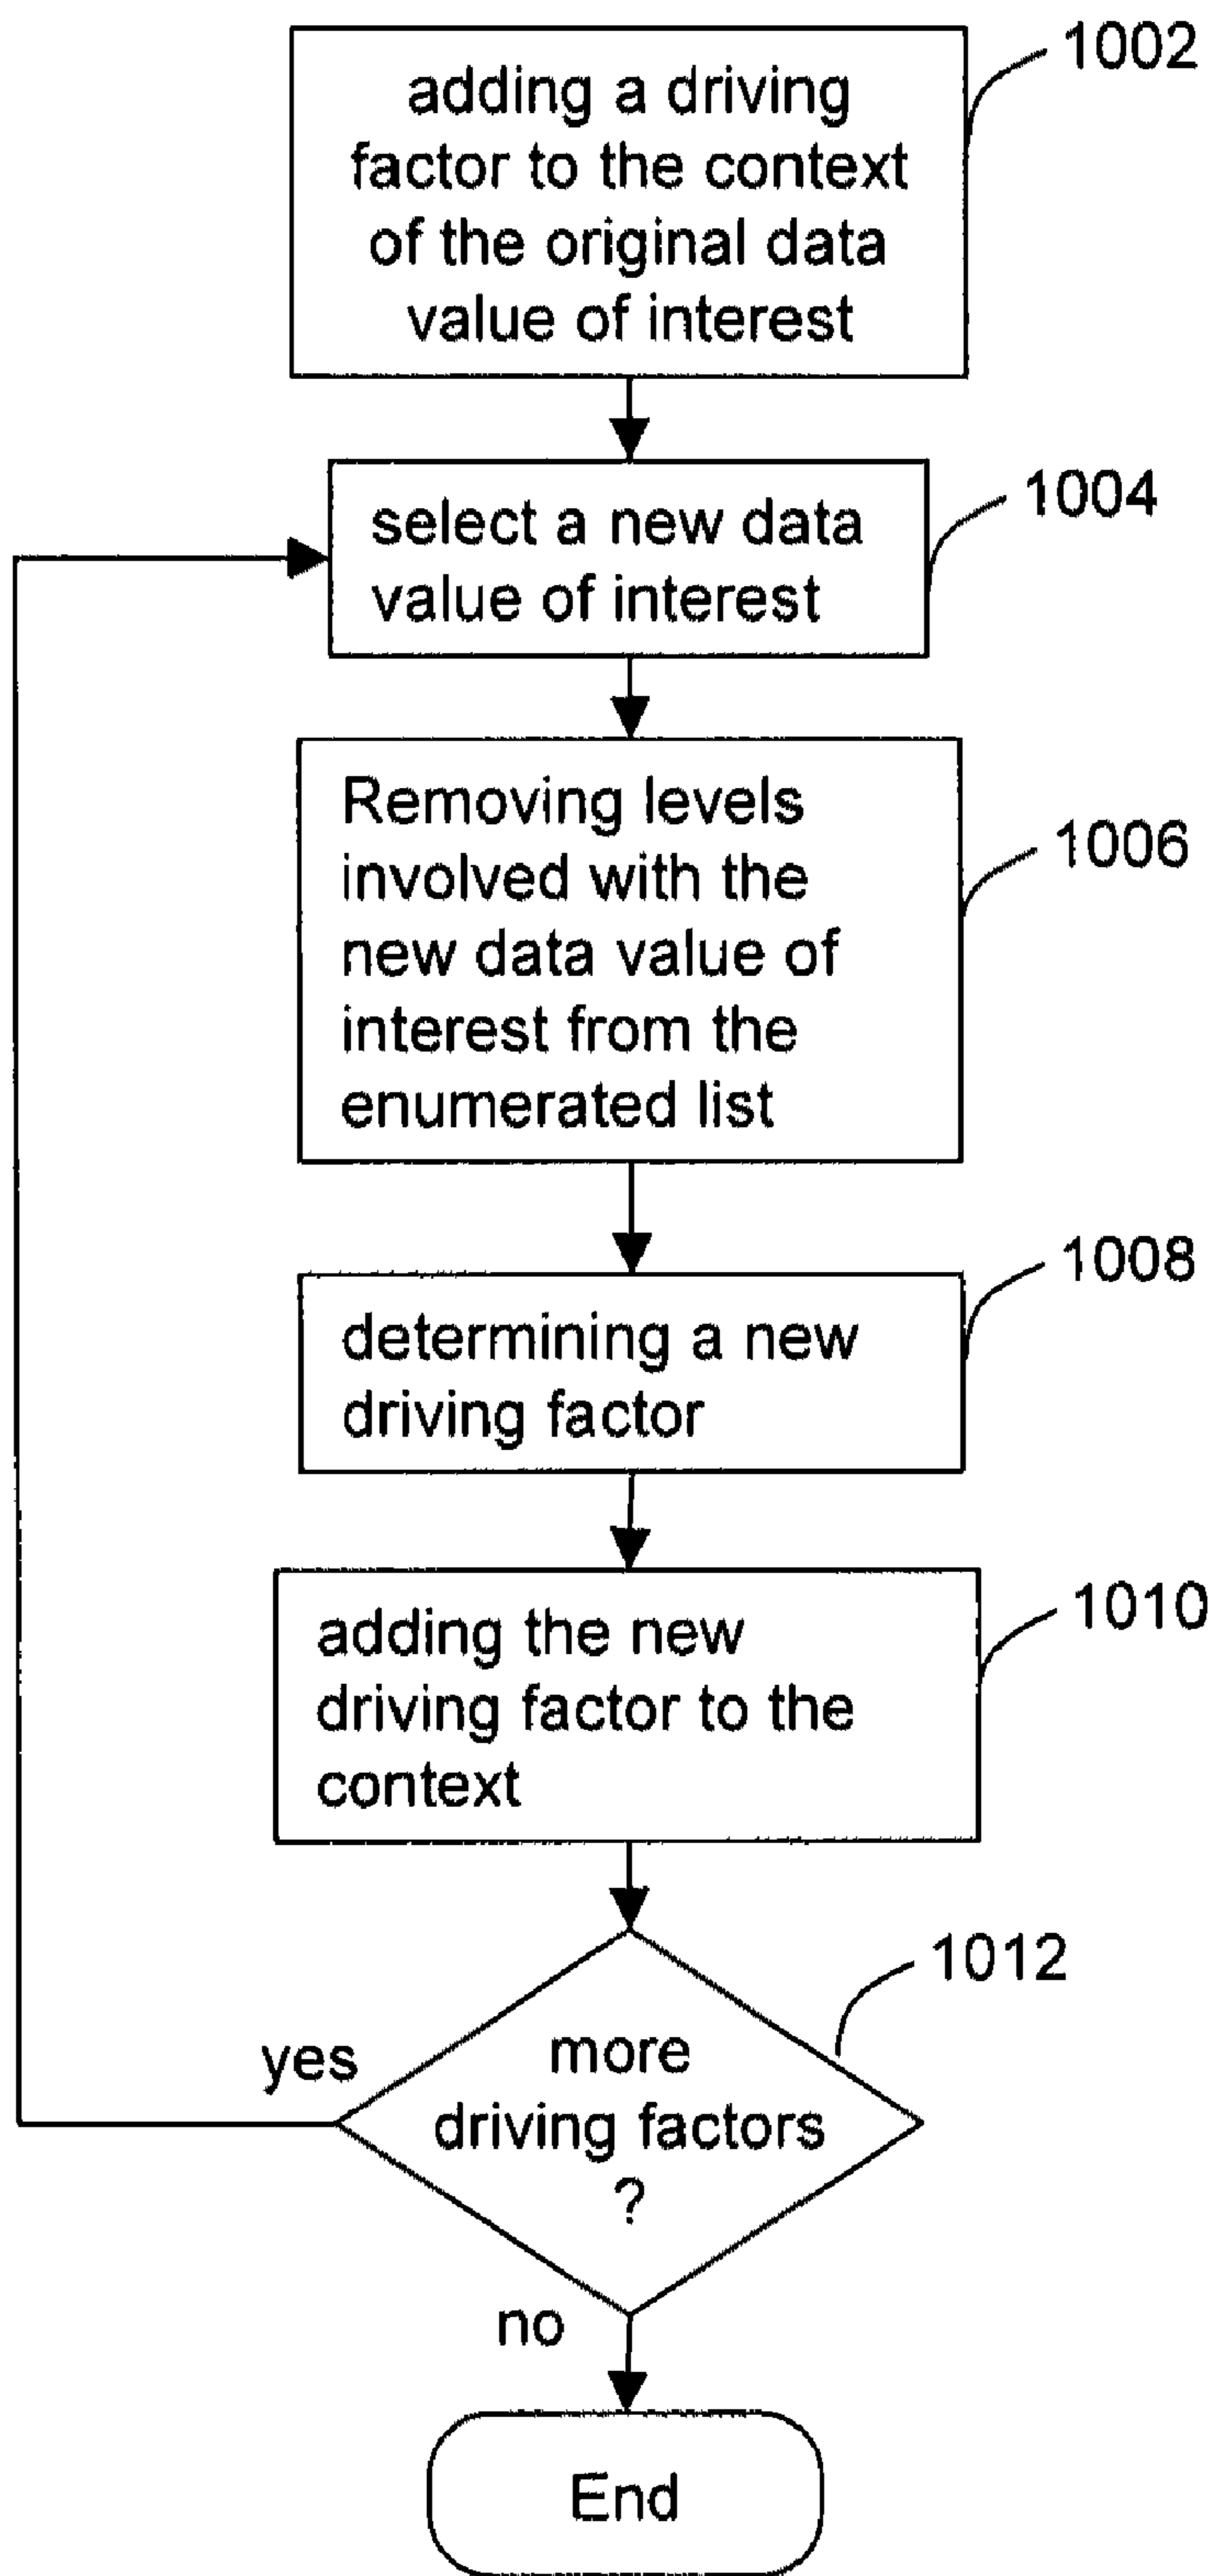 adding a driving
factor to the context
of the original data
value of interest
1002
select a new data
value of interest
1004
Removing levels
involved with the
new data value of
interest from the
enumerated list
1006
determining a new
driving factor
1008
adding the new
driving factor to the
context
1010
more
driving factors
?
1012
yes
no
End